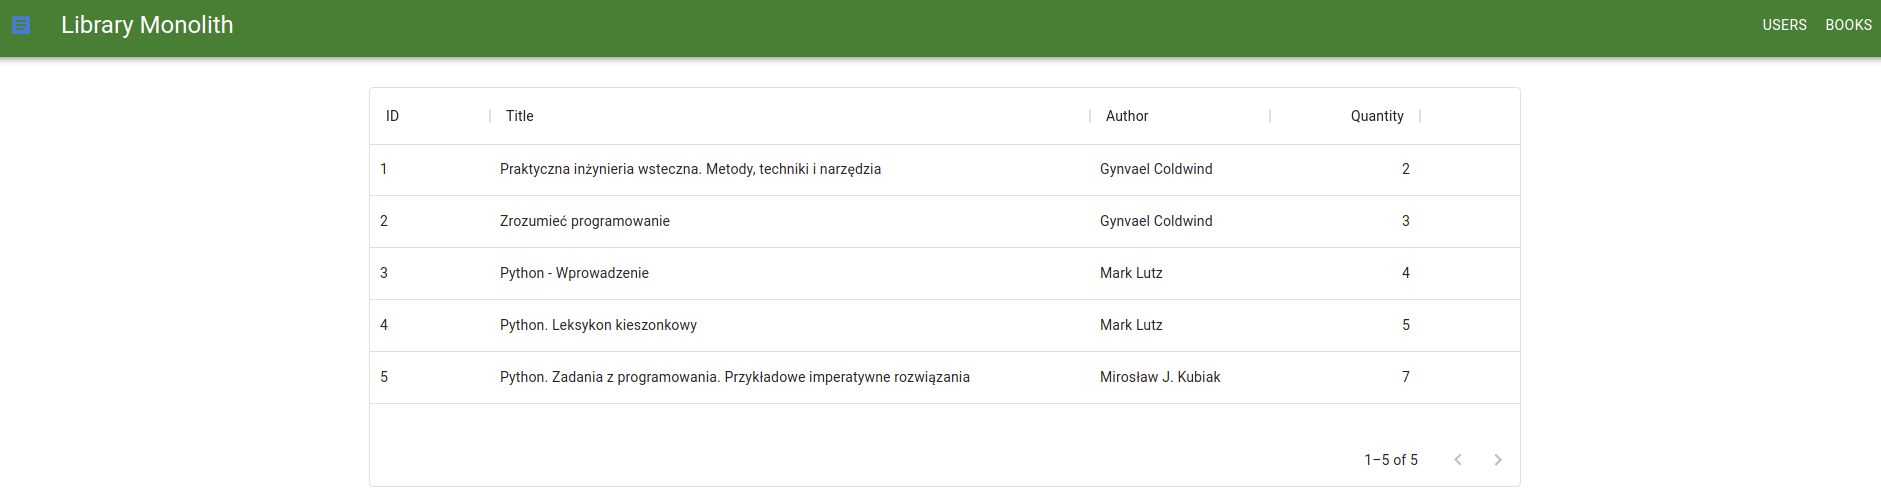 Library Monolith USERS BOOKS
ID Title Author Quantity
1 Praktyczna inżynieria wsteczna. Metody, techniki i narzędzia Gynvael Coldwind 2
2 Zrozumieć programowanie Gynvael Coldwind 3
3 Python - Wprowadzenie Mark Lutz 4
4 Python. Leksykon kieszonkowy Mark Lutz 5
5 Python. Zadania z programowania. Przykładowe imperatywne rozwiązania Mirosław J. Kubiak 7
1–5 of 5